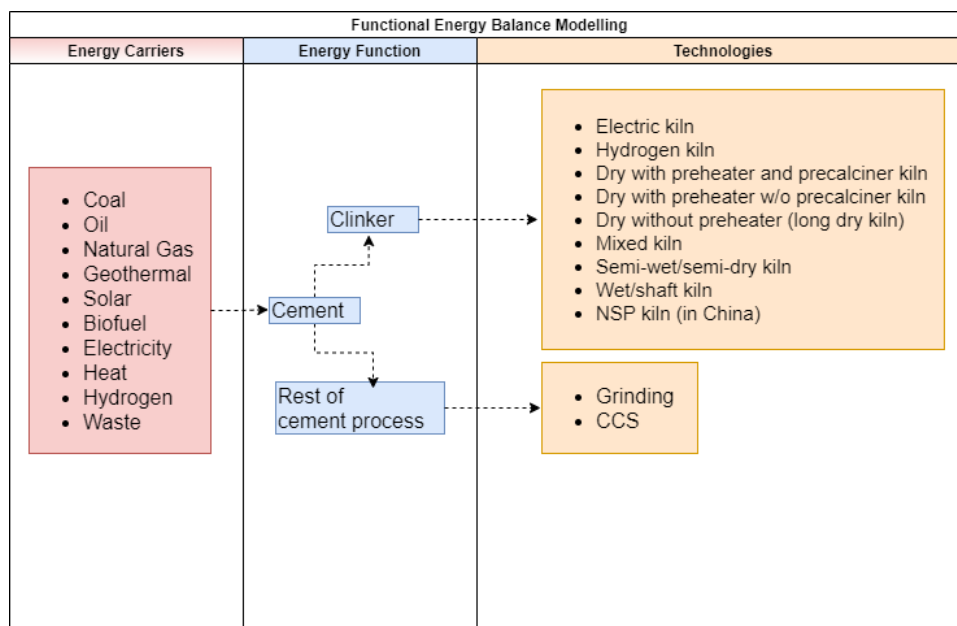 Functional Energy Balance Modelling
Energy Carriers
Energy Function
Technologies
Coal
Oil
Natural Gas
Geothermal
Solar
Biofuel
Electricity
Heat
Hydrogen
Waste
Cement
Clinker
Rest of
cement process
Electric kiln
Hydrogen kiln
Dry with preheater and precalciner kiln
Dry with preheater w/o precalciner kiln
Dry without preheater (long dry kiln)
Mixed kiln
Semi-wet/semi-dry kiln
Wet/shaft kiln
NSP kiln (in China)
Grinding
CCS